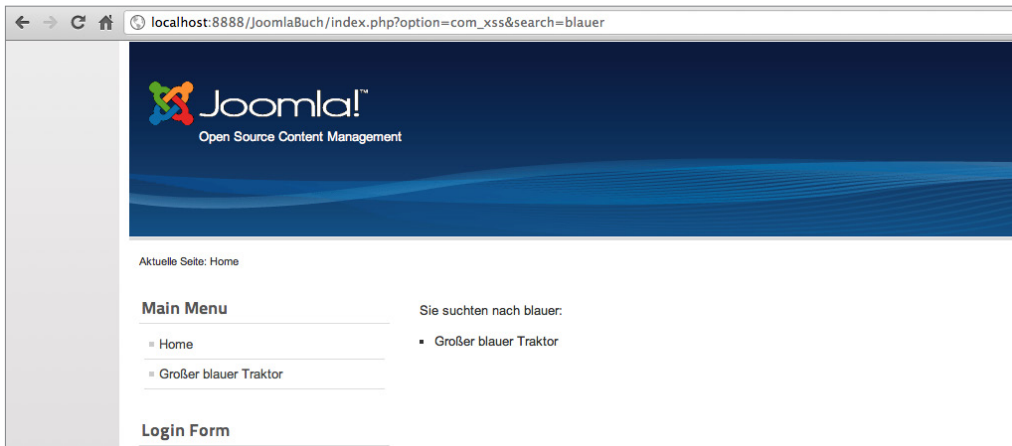 localhost:8888/JoomlaBuch/index.php?option=com_xss&search=blauer
Joomla!™
Open Source Content Management
Aktuelle Seite: Home
Main Menu
Home
Großer blauer Traktor
Login Form
Sie suchten nach blauer:
Großer blauer Traktor